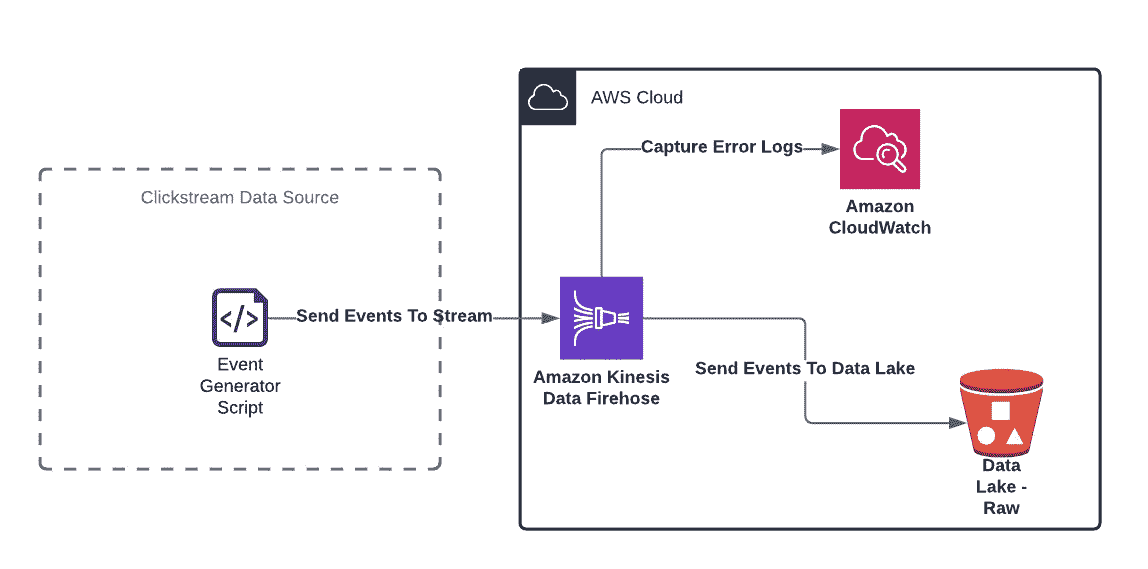 AWS Cloud
Capture Error Logs
Amazon
CloudWatch
Clickstream Data Source
</>
Event
Generator
Script
Send Events To Stream
Amazon Kinesis
Data Firehose
Send Events To Data Lake
Data
Lake -
Raw